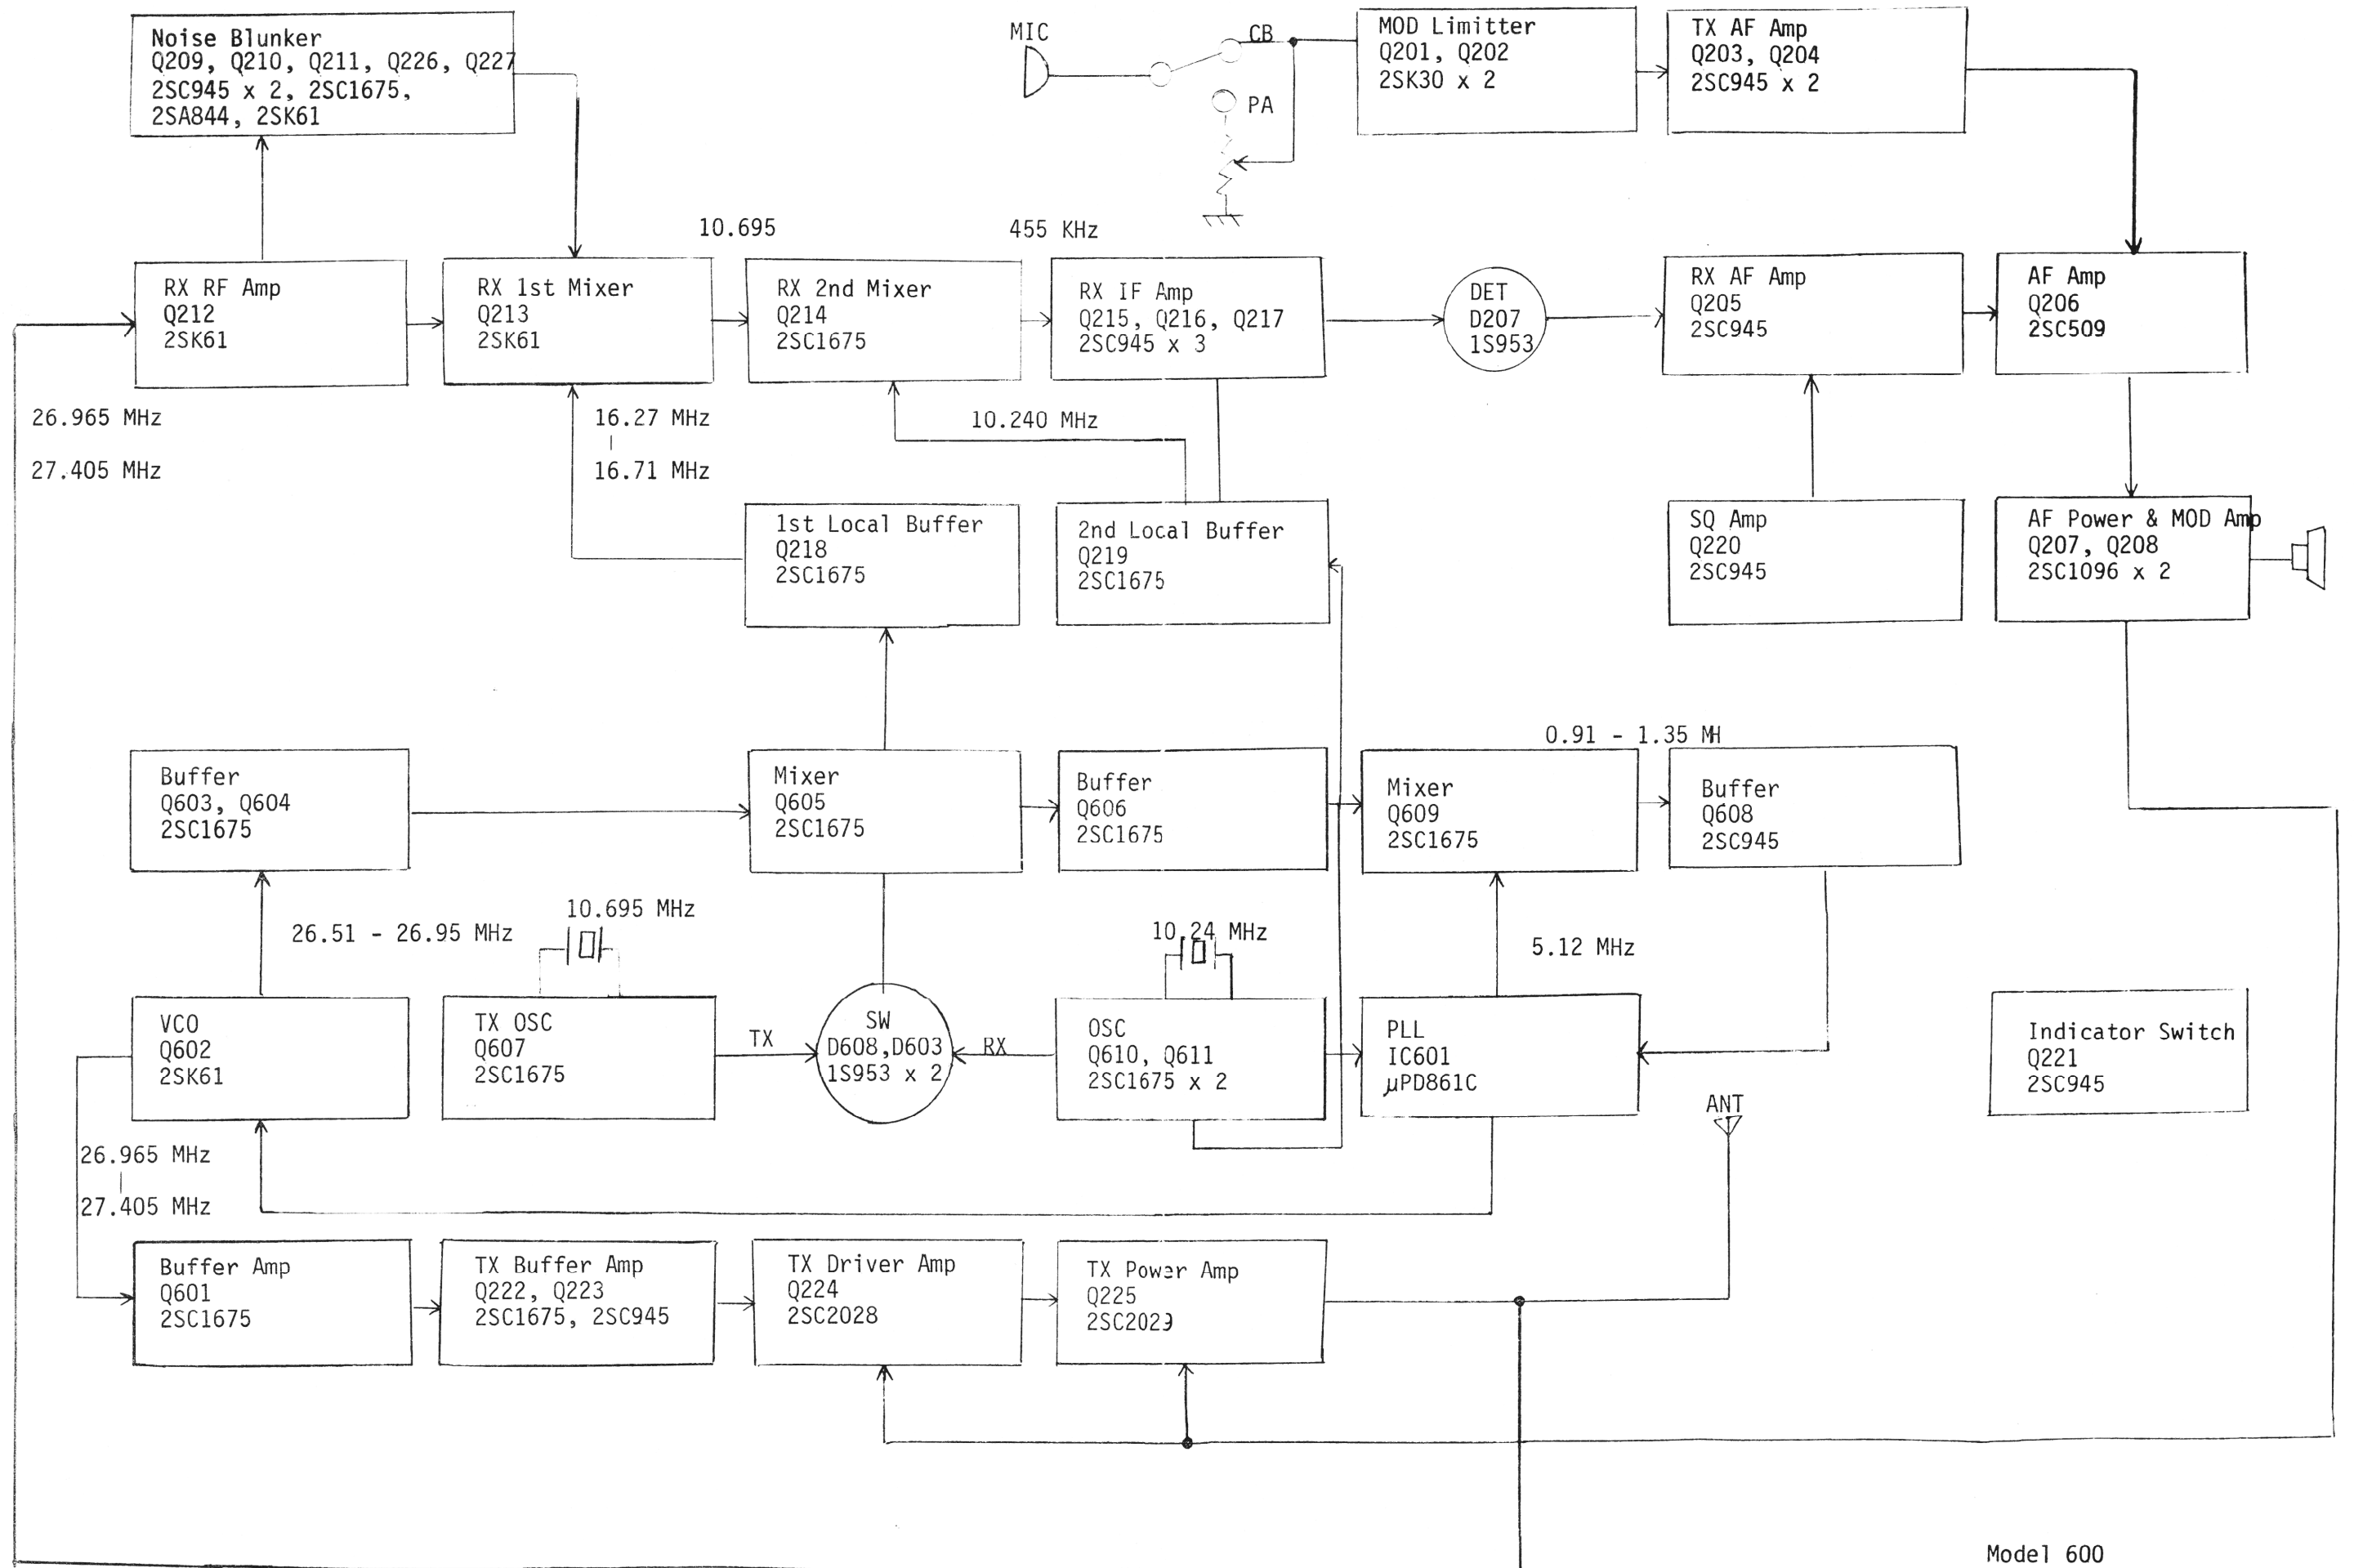 Noise Blunker
Q209, Q210, Q211, Q226, Q227
2SC945 x 2, 2SC1675,
2SA844, 2SK61
MIC
CB
PA
MOD Limitter
Q201, Q202
2SK30 x 2
TX AF Amp
Q203, Q204
2SC945 x 2
10.695
455 KHz
RX RF Amp
Q212
2SK61
RX 1st Mixer
Q213
2SK61
RX 2nd Mixer
Q214
2SC1675
RX IF Amp
Q215, Q216, Q217
2SC945 x 3
DET
D207
1S953
RX AF Amp
Q205
2SC945
AF Amp
Q206
2SC509
26.965 MHz
27.405 MHz
16.27 MHz
16.71 MHz
10.240 MHz
1st Local Buffer
Q218
2SC1675
2nd Local Buffer
Q219
2SC1675
SQ Amp
Q220
2SC945
AF Power & MOD Amp
Q207, Q208
2SC1096 x 2
0.91 - 1.35 MH
Buffer
Q603, Q604
2SC1675
Mixer
Q605
2SC1675
Buffer
Q606
2SC1675
Mixer
Q609
2SC1675
Buffer
Q608
2SC945
26.51 - 26.95 MHz
10.695 MHz
10.24 MHz
5.12 MHz
VCO
Q602
2SK61
TX OSC
Q607
2SC1675
TX
SW
D608,D603
1S953 x 2
RX
OSC
Q610, Q611
2SC1675 x 2
PLL
IC601
µPD861C
ANT
Indicator Switch
Q221
2SC945
26.965 MHz
27.405 MHz
Buffer Amp
Q601
2SC1675
TX Buffer Amp
Q222, Q223
2SC1675, 2SC945
TX Driver Amp
Q224
2SC2028
TX Power Amp
Q225
2SC2029
Model 600